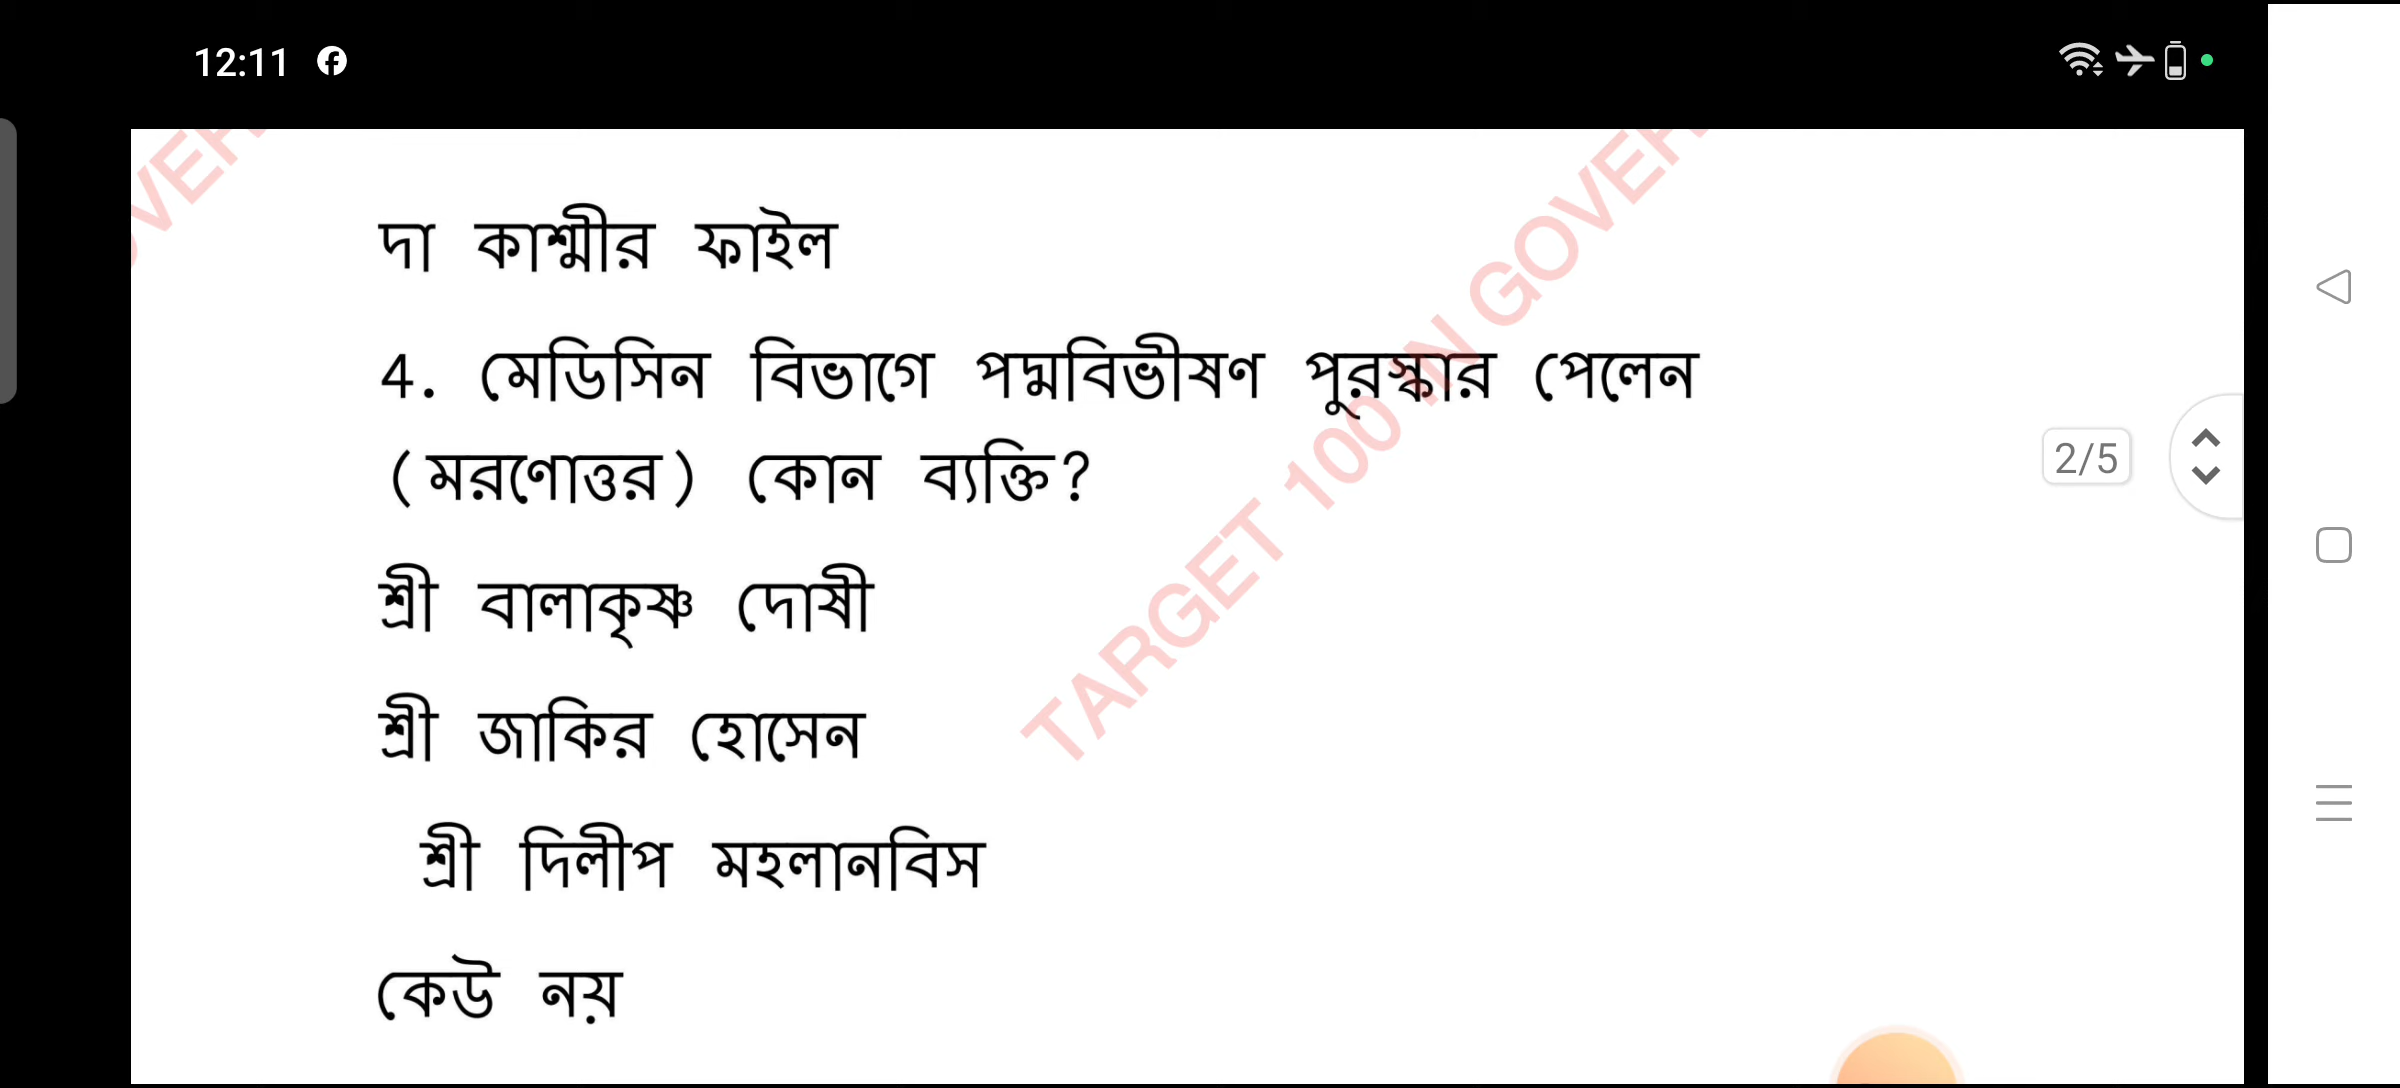 12:11
দা কাশ্মীর ফাইল
4. মেডিসিন বিভাগে পদ্মবিভীষণ পুরস্কার পেলেন
(মরণোত্তর) কোন ব্যক্তি?
2/5
শ্রী বালাকৃষ্ণ দোষী
শ্রী জাকির হোসেন
শ্রী দিলীপ মহলানবিস
কেউ নয়
TARGET 100 IN GOVER
OVER